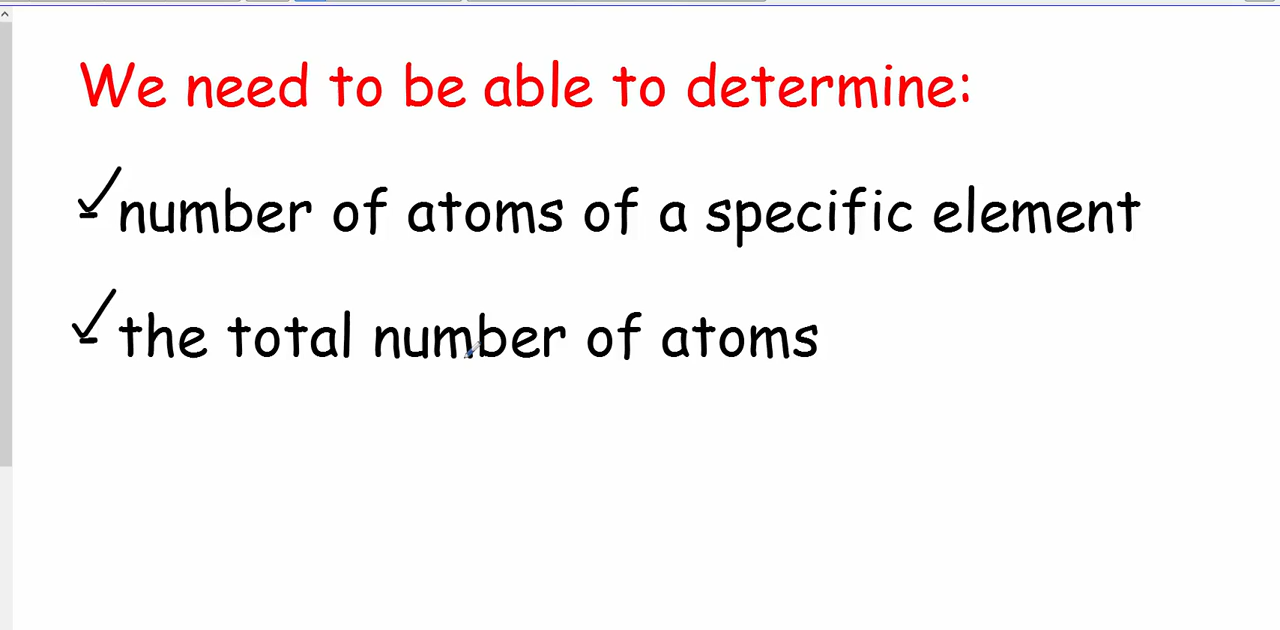 We need to be able to determine:
- number of atoms of a specific element
- the total number of atoms